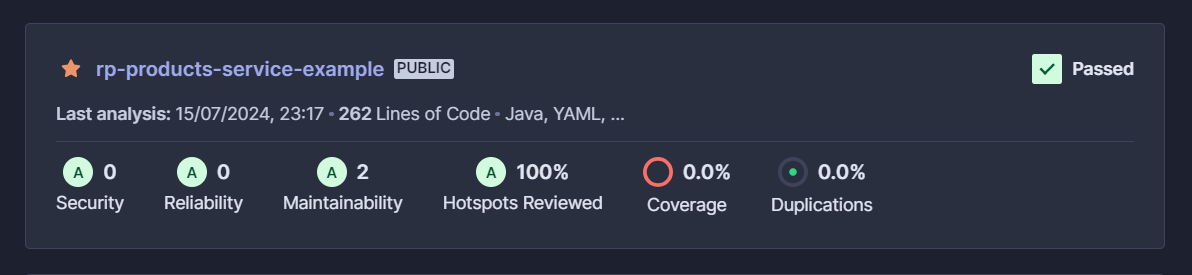 rp-products-service-example PUBLIC Passed
Last analysis: 15/07/2024, 23:17 • 262 Lines of Code • Java, YAML, ...
A 0 A 0 A 2 A 100% 0.0% 0.0%
Security Reliability Maintainability Hotspots Reviewed Coverage Duplications